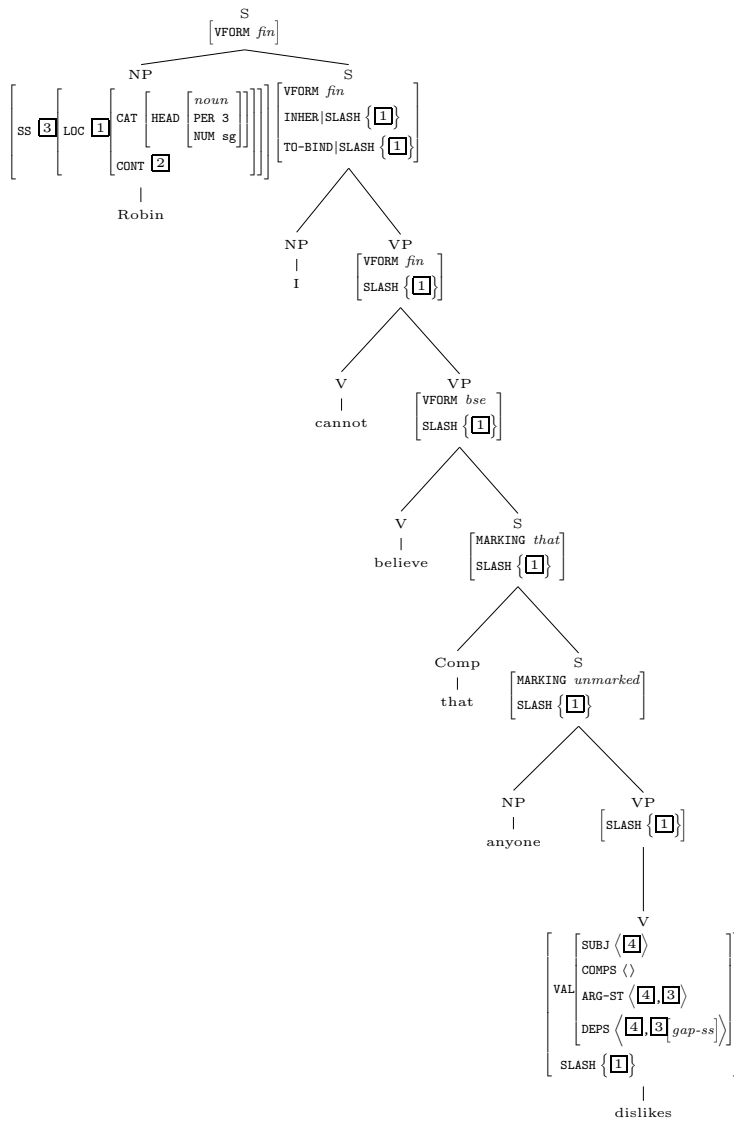 S
[VFORM fin]
NP S
[SS [3] [LOC [1] [CAT [HEAD [noun
PER 3
NUM sg]]
CONT [2]]]]
[VFORM fin
INHER|SLASH {[1]}
TO-BIND|SLASH {[1]}]
Robin
NP VP
I
[VFORM fin
SLASH {[1]}]
V VP
cannot
[VFORM bse
SLASH {[1]}]
V S
believe
[MARKING that
SLASH {[1]}]
Comp S
that
[MARKING unmarked
SLASH {[1]}]
NP VP
anyone
[SLASH {[1]}]
V
[VAL [SUBJ ⟨[4]⟩
COMPS ⟨⟩
ARG-ST ⟨[4],[3]⟩
DEPS ⟨[4],[3][gap-ss]⟩]
SLASH {[1]}]
dislikes